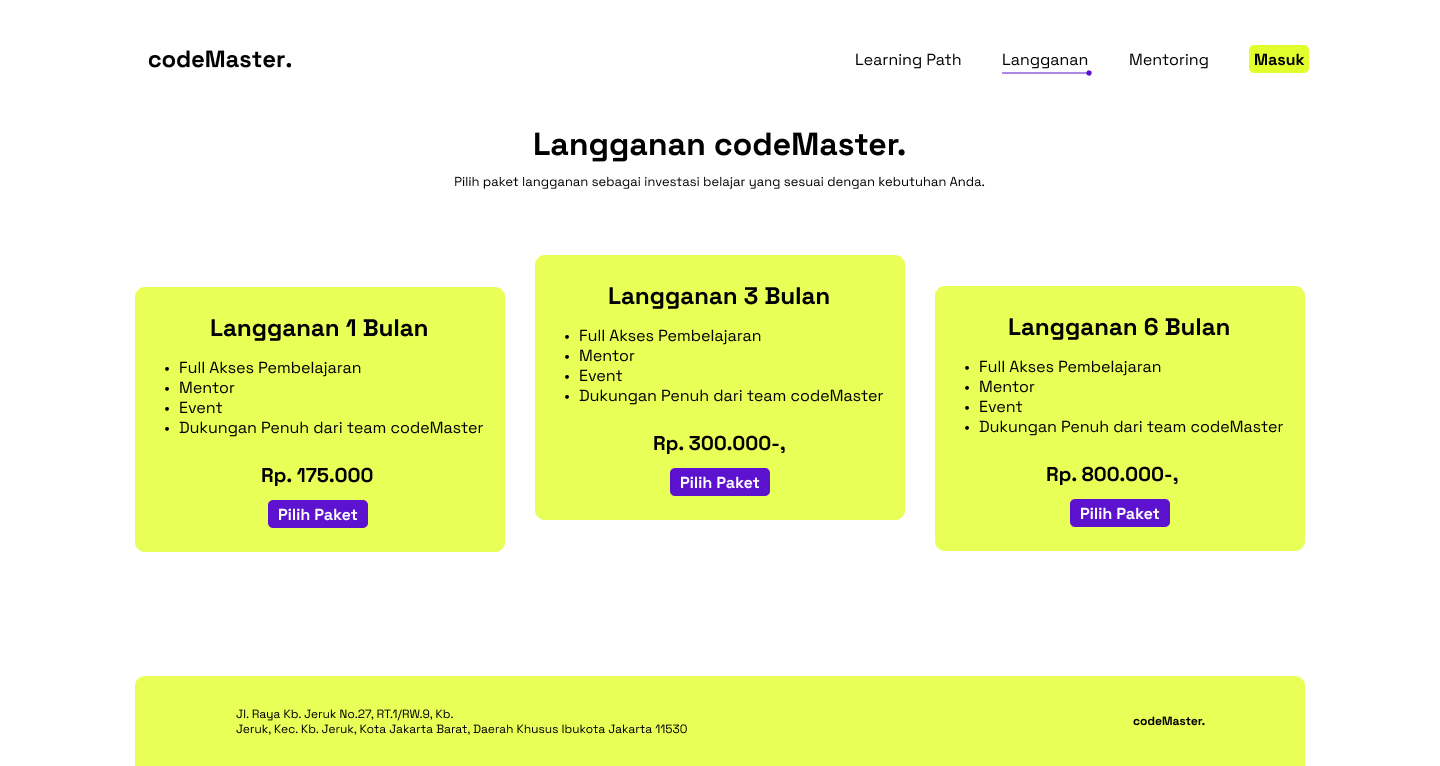 codeMaster.
Learning Path
Langganan
Mentoring
Masuk
Langganan codeMaster.
Pilih paket langganan sebagai investasi belajar yang sesuai dengan kebutuhan Anda.
Langganan 1 Bulan
• Full Akses Pembelajaran
• Mentor
• Event
• Dukungan Penuh dari team codeMaster
Rp. 175.000
Pilih Paket
Langganan 3 Bulan
• Full Akses Pembelajaran
• Mentor
• Event
• Dukungan Penuh dari team codeMaster
Rp. 300.000-,
Pilih Paket
Langganan 6 Bulan
• Full Akses Pembelajaran
• Mentor
• Event
• Dukungan Penuh dari team codeMaster
Rp. 800.000-,
Pilih Paket
Jl. Raya Kb. Jeruk No.27, RT.1/RW.9, Kb.
Jeruk, Kec. Kb. Jeruk, Kota Jakarta Barat, Daerah Khusus Ibukota Jakarta 11530
codeMaster.